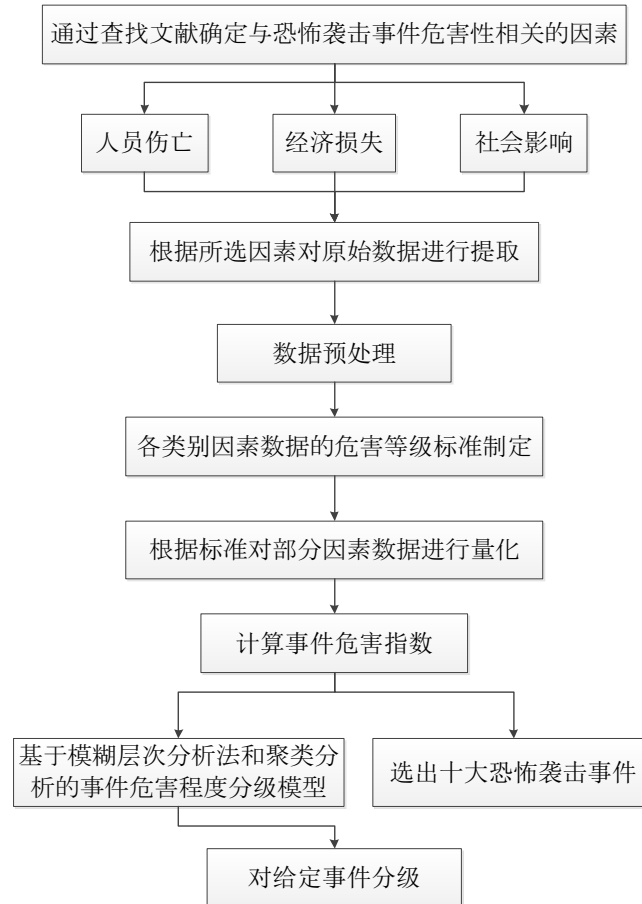 通过查找文献确定与恐怖袭击事件危害性相关的因素
人员伤亡
经济损失
社会影响
根据所选因素对原始数据进行提取
数据预处理
各类别因素数据的危害等级标准制定
根据标准对部分因素数据进行量化
计算事件危害指数
基于模糊层次分析法和聚类分
析的事件危害程度分级模型
选出十大恐怖袭击事件
对给定事件分级